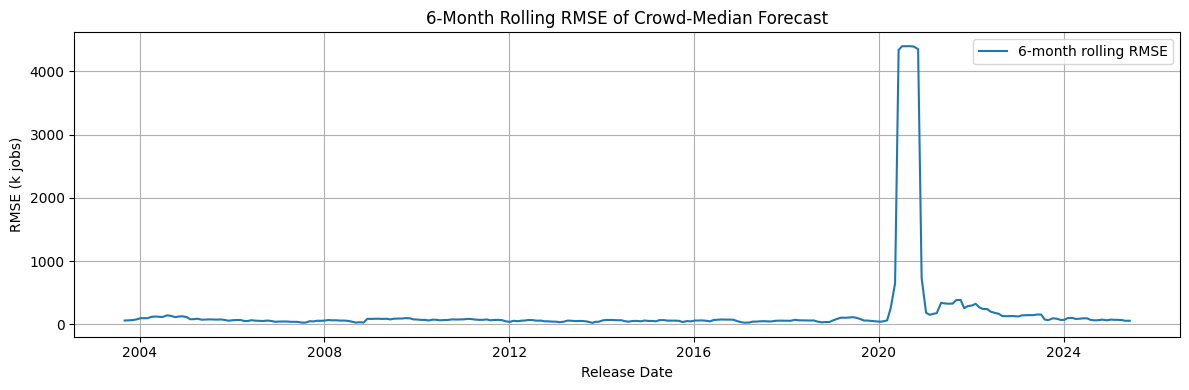 6-Month Rolling RMSE of Crowd-Median Forecast
6-month rolling RMSE
RMSE (k jobs)
4000
3000
2000
1000
0
2004 2008 2012 2016 2020 2024
Release Date